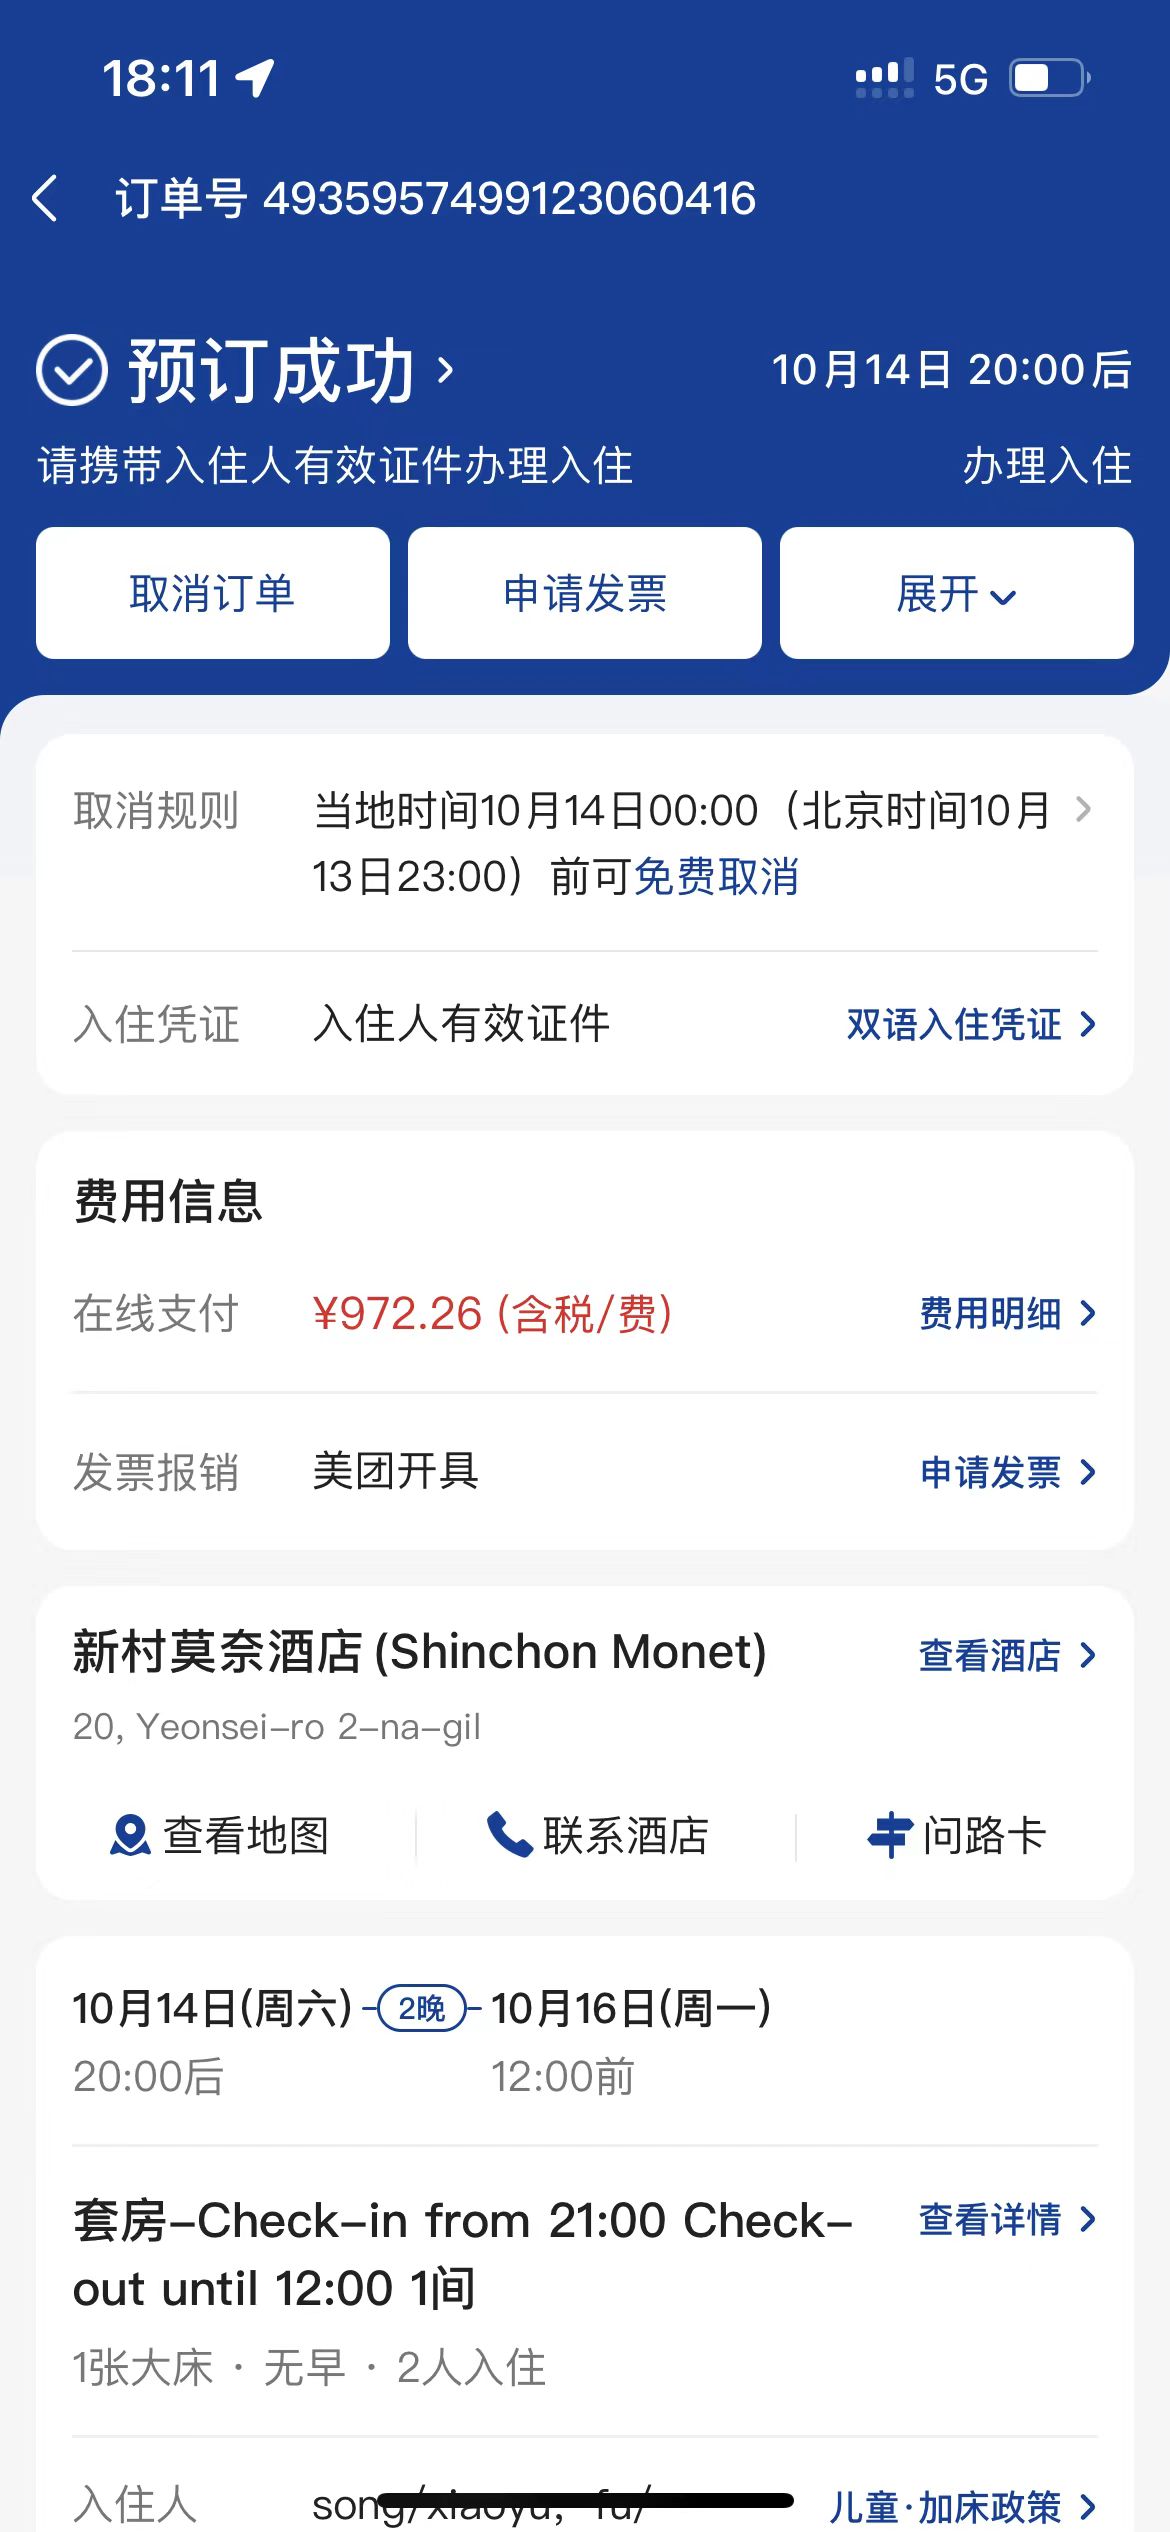 18:11
5G
订单号 4935957499123060416
预订成功
10月14日 20:00后
请携带入住人有效证件办理入住
办理入住
取消订单
申请发票
展开
取消规则
当地时间10月14日00:00（北京时间10月
13日23:00）前可免费取消
入住凭证
入住人有效证件
双语入住凭证
费用信息
在线支付
¥972.26 (含税/费)
费用明细
发票报销
美团开具
申请发票
新村莫奈酒店 (Shinchon Monet)
查看酒店
20, Yeonsei-ro 2-na-gil
查看地图
联系酒店
问路卡
10月14日(周六)
2晚
10月16日(周一)
20:00后
12:00前
套房-Check-in from 21:00 Check-
查看详情
out until 12:00 1间
1张大床 · 无早 · 2人入住
入住人
song/xiaoyu, fu/
儿童·加床政策